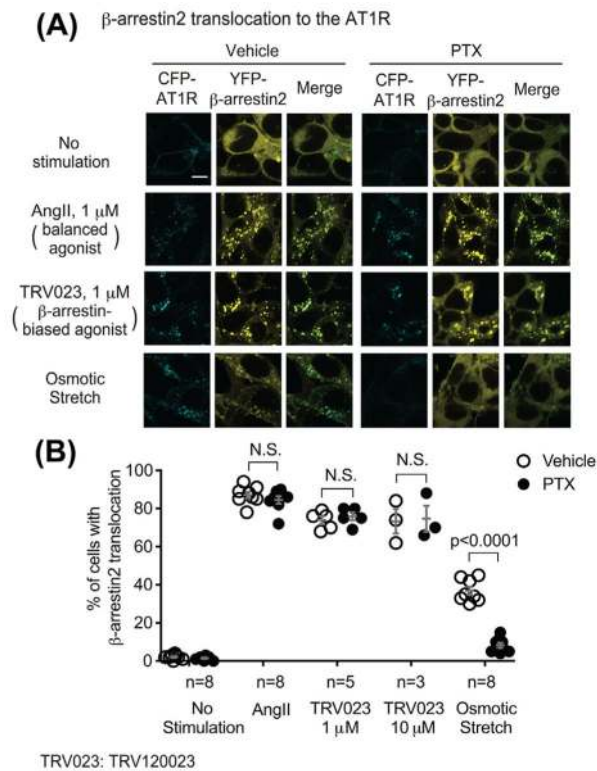 (A) β-arrestin2 translocation to the AT1R
Vehicle PTX
CFP- YFP- Merge CFP- YFP- Merge
AT1R β-arrestin2 AT1R β-arrestin2
No
stimulation
AngII, 1 μM
( balanced )
agonist
TRV023, 1 μM
( β-arrestin- )
biased agonist
Osmotic
Stretch
(B)
Vehicle
PTX
N.S. N.S. N.S.
p<0.0001
% of cells with
β-arrestin2 translocation
100
80
60
40
20
0
n=8 n=8 n=5 n=3 n=8
No AngII TRV023 TRV023 Osmotic
Stimulation 1 μM 10 μM Stretch
TRV023: TRV120023